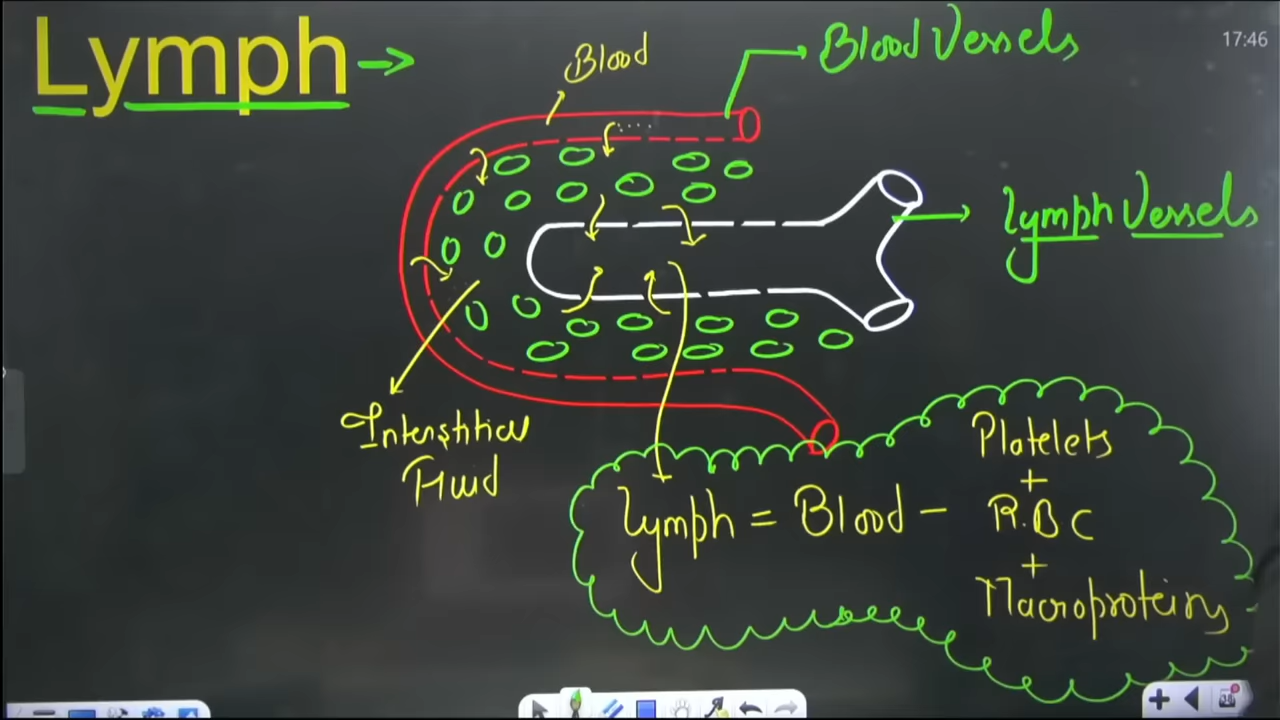 Lymph →
Blood
Blood Vessels
17:46
Lymph Vessels
Interstitial
Fluid
Lymph = Blood - Platelets
+
R.B C
+
Macroproteins